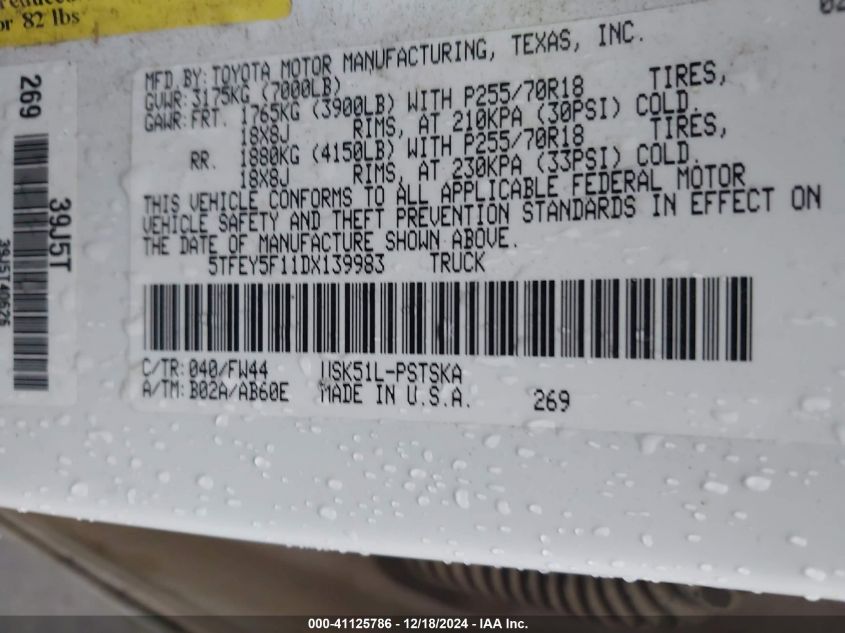 or 82 lbs
02
MFD BY: TOYOTA MOTOR MANUFACTURING, TEXAS, INC.
GVWR: 3175KG (7000LB)
GAWR: FRT. 1765KG (3900LB) WITH P255/70R18 TIRES,
18X8J RIMS, AT 210KPA (30PSI) COLD.
RR. 1880KG (4150LB) WITH P255/70R18 TIRES,
18X8J RIMS, AT 230KPA (33PSI) COLD.
THIS VEHICLE CONFORMS TO ALL APPLICABLE FEDERAL MOTOR
VEHICLE SAFETY AND THEFT PREVENTION STANDARDS IN EFFECT ON
THE DATE OF MANUFACTURE SHOWN ABOVE.
5TFEY5F11DX139983 TRUCK
C/TR: 040/FW44 USK51L-PSTSKA
A/TM: B02A/AB60E MADE IN U.S.A. 269
269
39J5T
39J5T40626
000-41125786 - 12/18/2024 - IAA Inc.